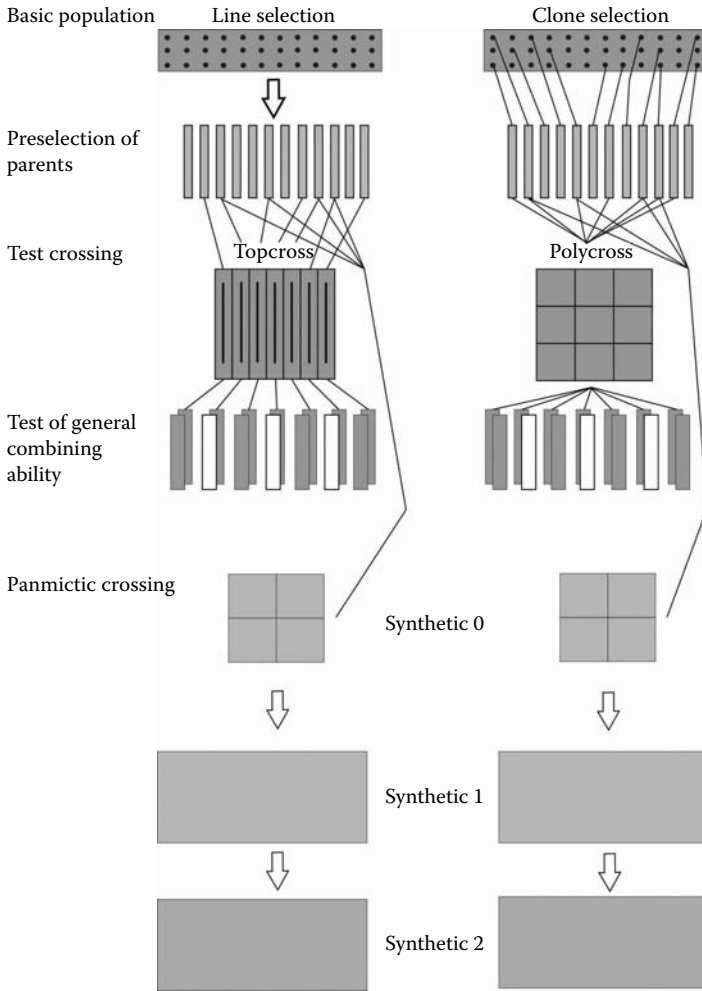 Basic population
Line selection
Clone selection
Preselection of
parents
Test crossing
Topcross
Polycross
Test of general
combining
ability
Panmictic crossing
Synthetic 0
Synthetic 1
Synthetic 2